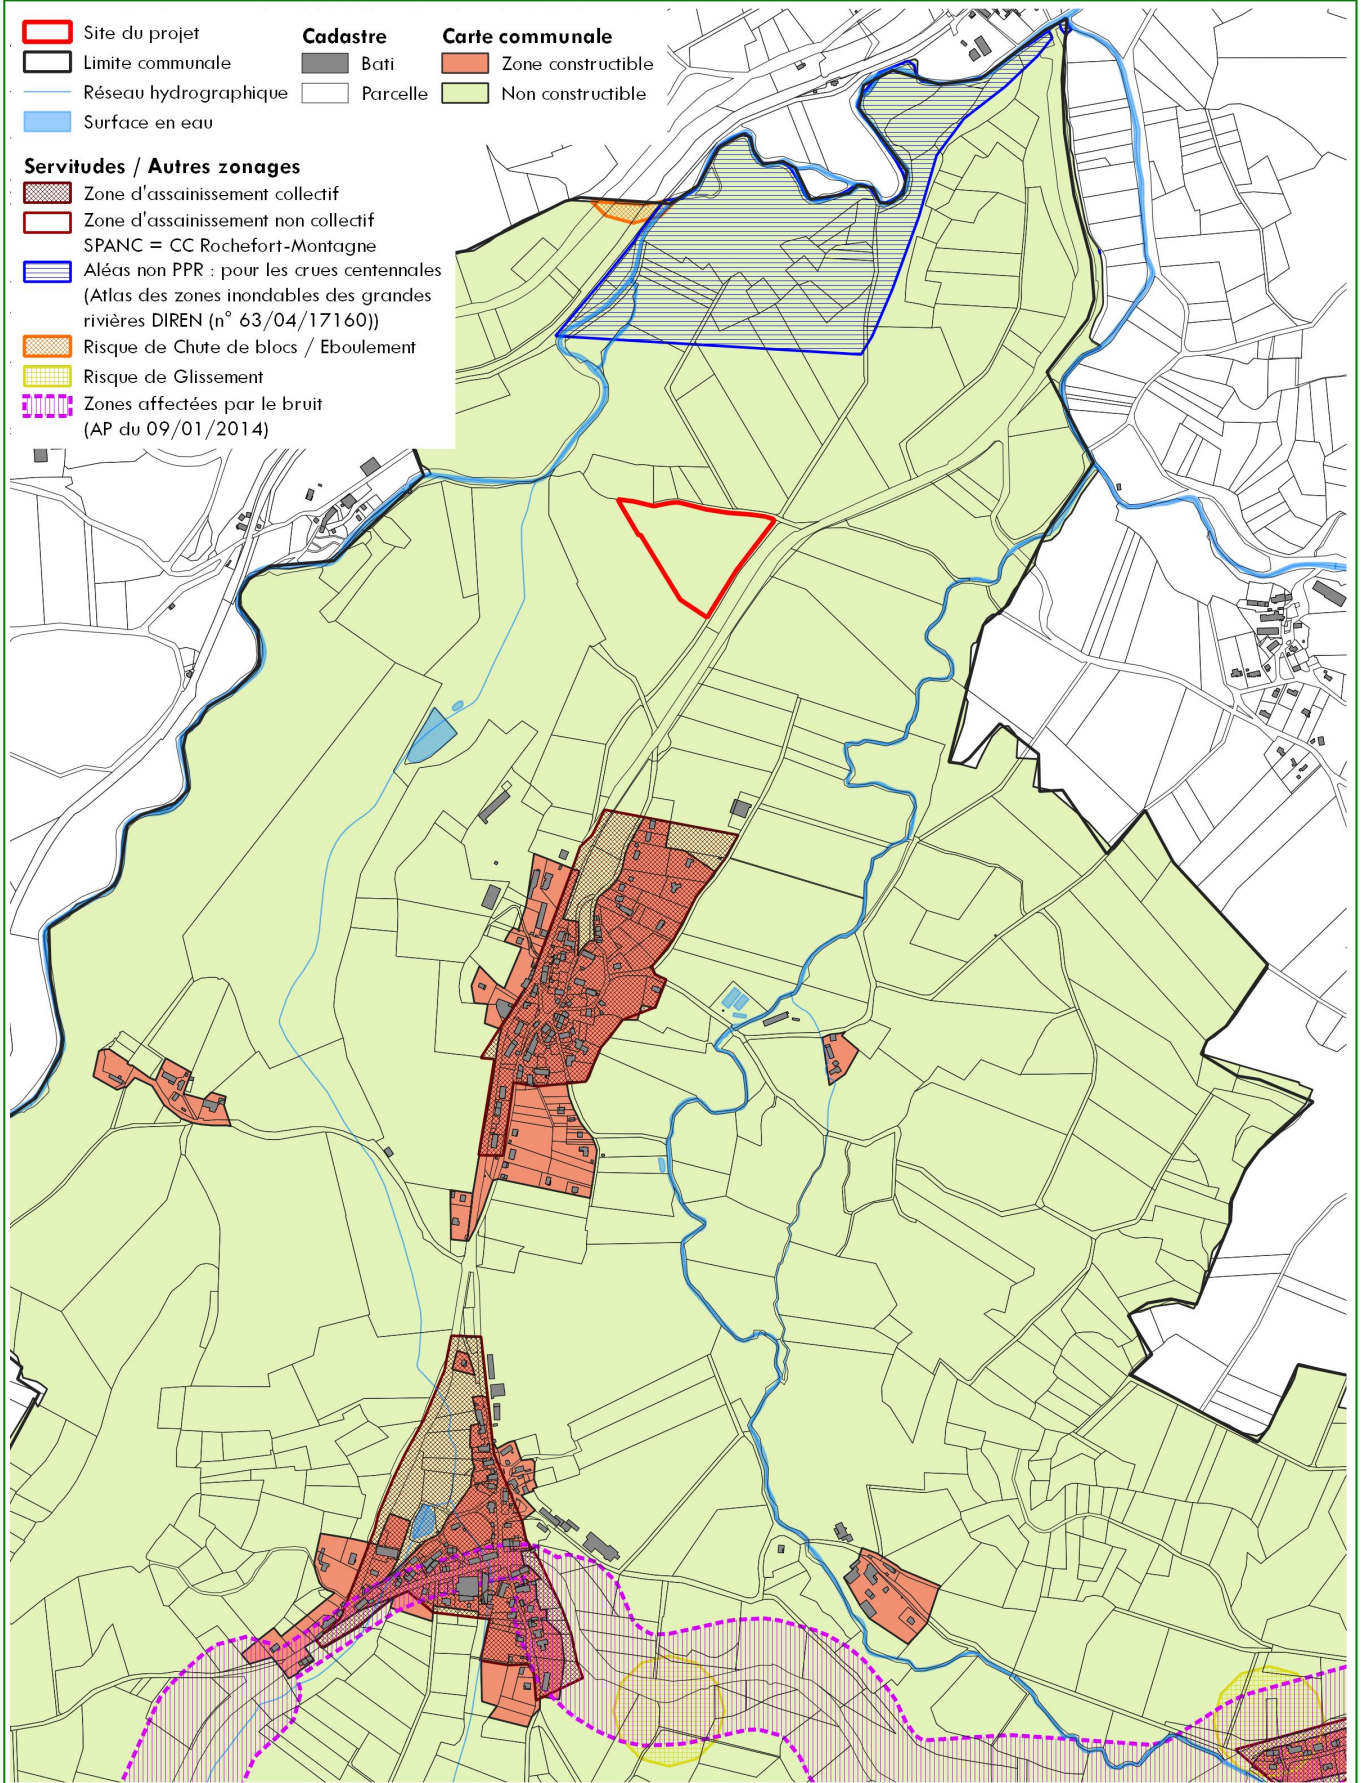 Site du projet
Limite communale
Réseau hydrographique
Surface en eau
Cadastre
Bati
Parcelle
Carte communale
Zone constructible
Non constructible
Servitudes / Autres zonages
Zone d'assainissement collectif
Zone d'assainissement non collectif
SPANC = CC Rochefort-Montagne
Aléas non PPR : pour les crues centennales
(Atlas des zones inondables des grandes
rivières DIREN (n° 63/04/17160))
Risque de Chute de blocs / Eboulement
Risque de Glissement
Zones affectées par le bruit
(AP du 09/01/2014)